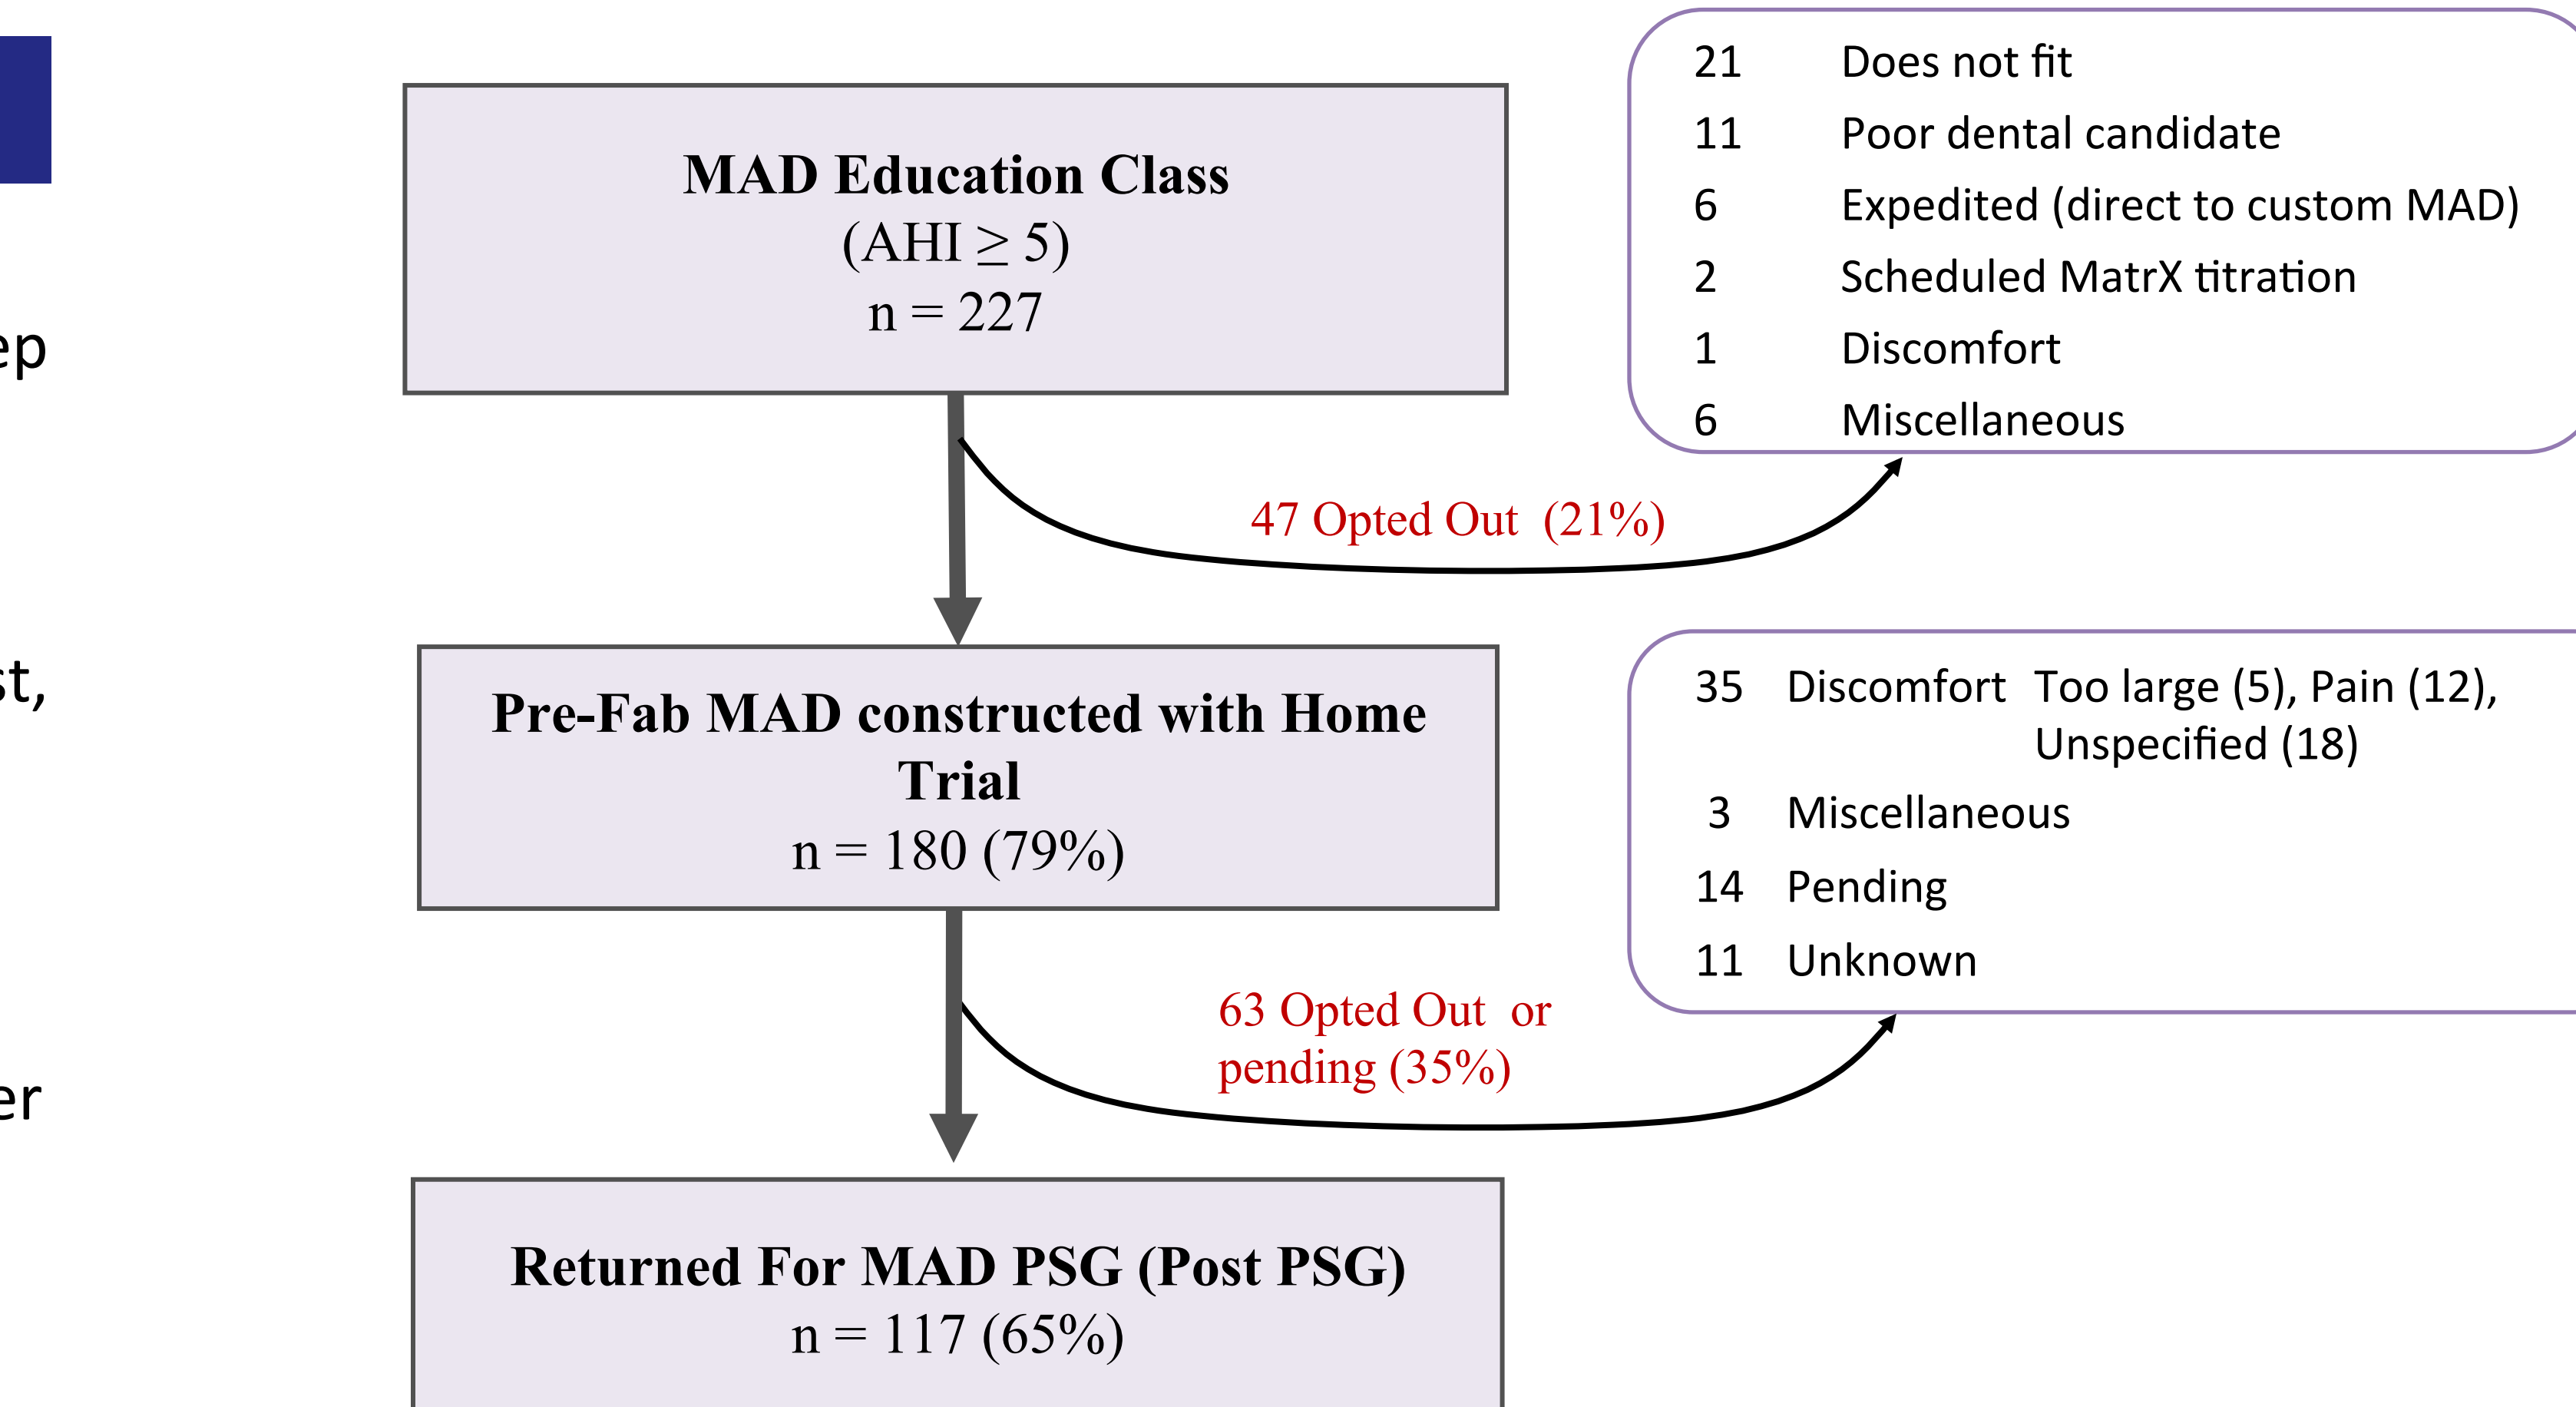 MAD Education Class
(AHI ≥ 5)
n = 227
21 Does not fit
11 Poor dental candidate
6 Expedited (direct to custom MAD)
2 Scheduled MatrX titration
1 Discomfort
6 Miscellaneous
47 Opted Out (21%)
Pre-Fab MAD constructed with Home
Trial
n = 180 (79%)
35 Discomfort Too large (5), Pain (12),
Unspecified (18)
3 Miscellaneous
14 Pending
11 Unknown
63 Opted Out or
pending (35%)
Returned For MAD PSG (Post PSG)
n = 117 (65%)